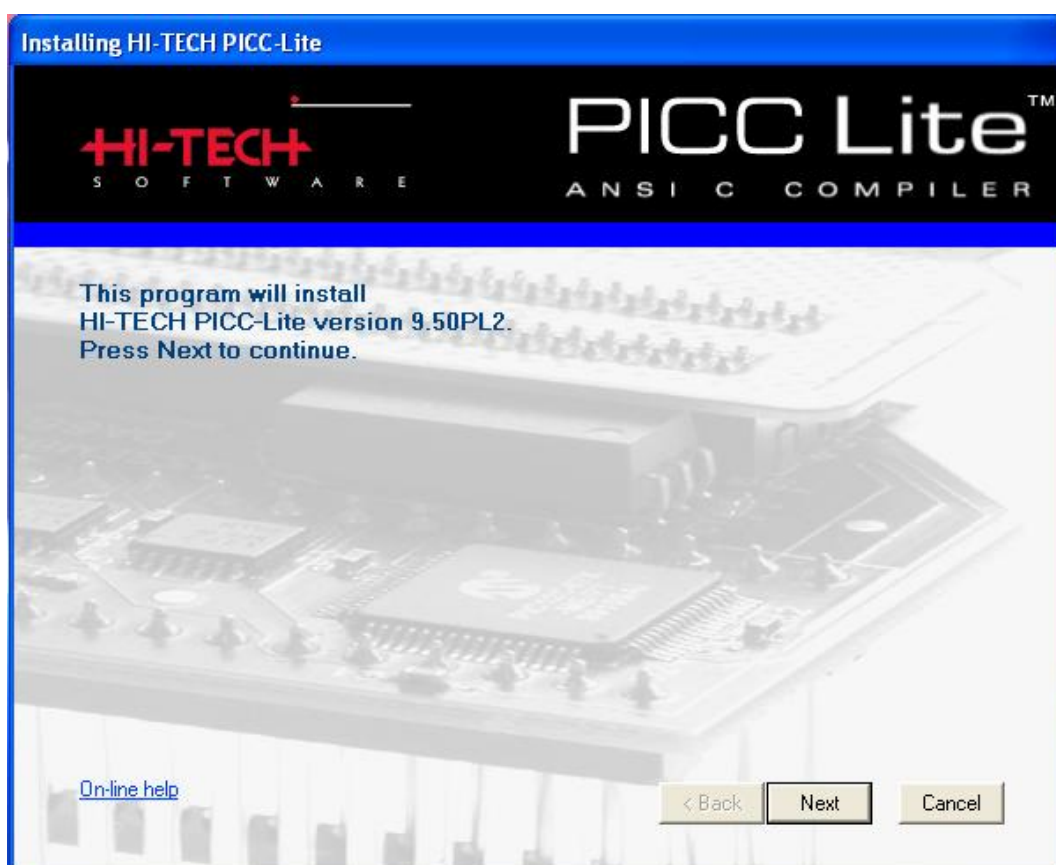 Installing HI-TECH PICC-Lite
HI-TECH
SOFTWARE
PICC Lite™
ANSI C COMPILER
This program will install
HI-TECH PICC-Lite version 9.50PL2.
Press Next to continue.
On-line help
< Back Next Cancel